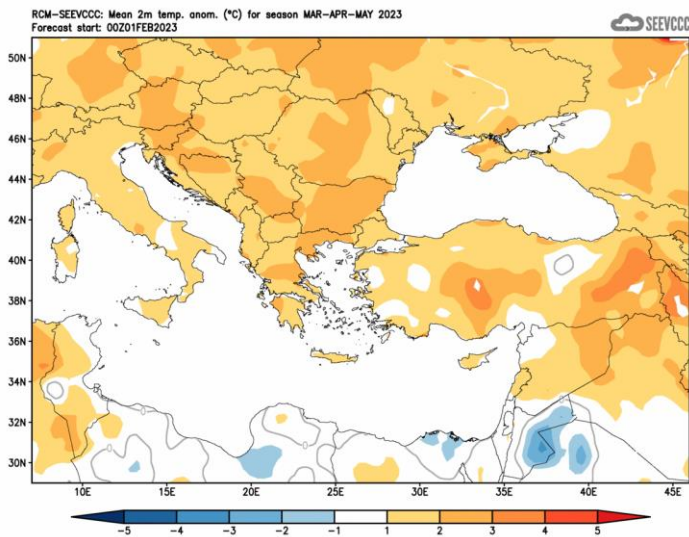 RCM-SEEVCCC: Mean 2m temp. anom. (°C) for season MAR-APR-MAY 2023
Forecast start: 00Z01FEB2023
SEEVCCC
50N
48N
46N
44N
42N
40N
38N
36N
34N
32N
30N
10E 15E 20E 25E 30E 35E 40E 45E
-5 -4 -3 -2 -1 1 2 3 4 5